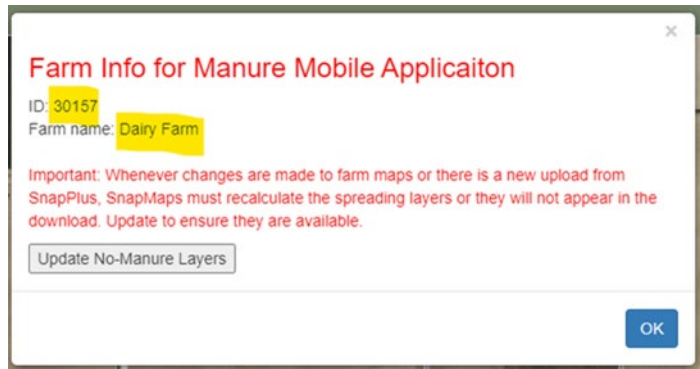 ×
Farm Info for Manure Mobile Applicaiton
ID: 30157
Farm name: Dairy Farm
Important: Whenever changes are made to farm maps or there is a new upload from
SnapPlus, SnapMaps must recalculate the spreading layers or they will not appear in the
download. Update to ensure they are available.
Update No-Manure Layers
OK